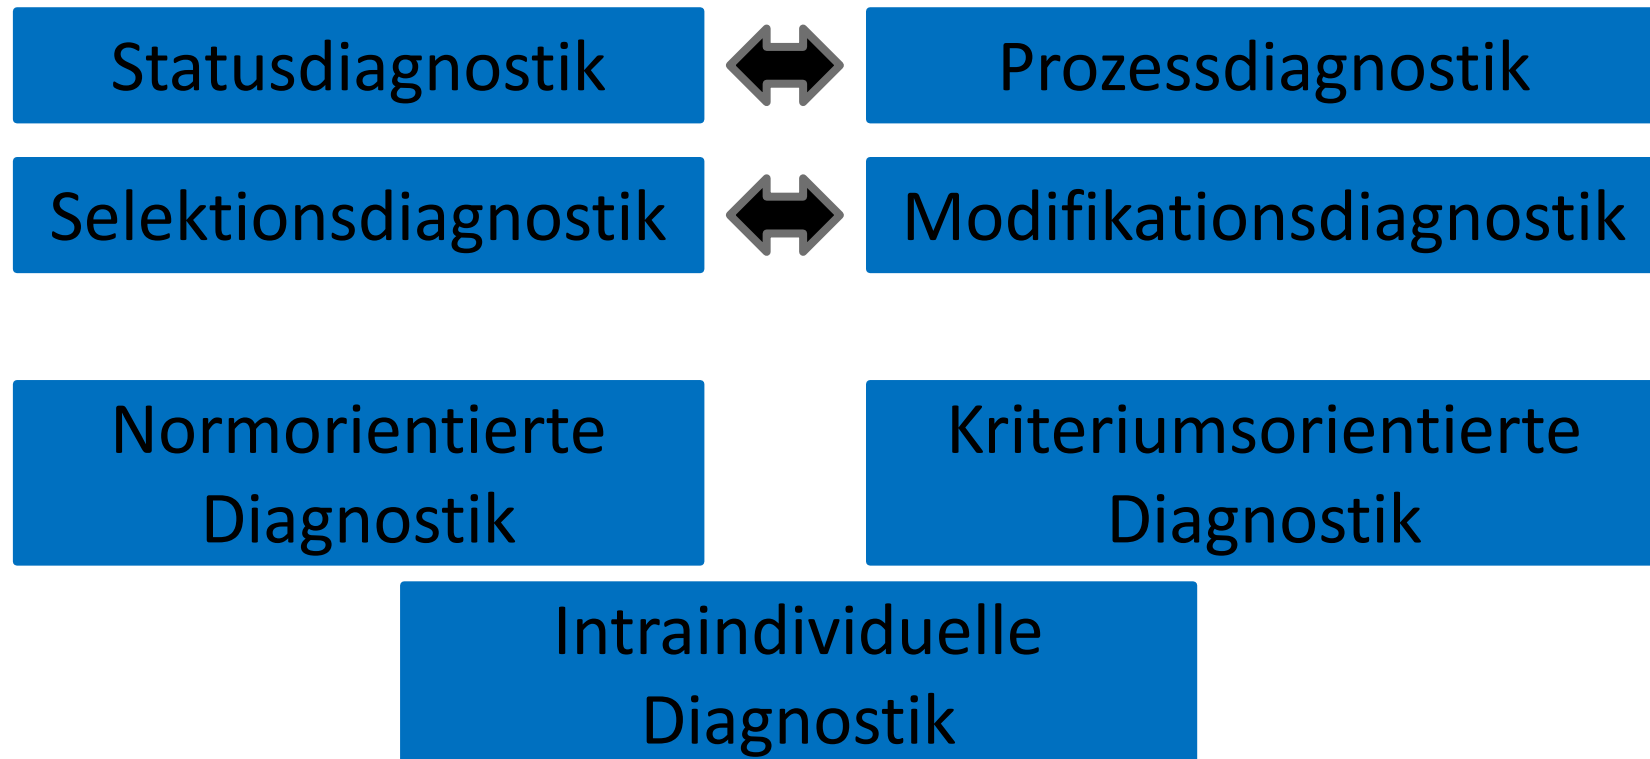 Statusdiagnostik
Prozessdiagnostik
Selektionsdiagnostik
Modifikationsdiagnostik
Normorientierte
Diagnostik
Kriteriumsorientierte
Diagnostik
Intraindividuelle
Diagnostik